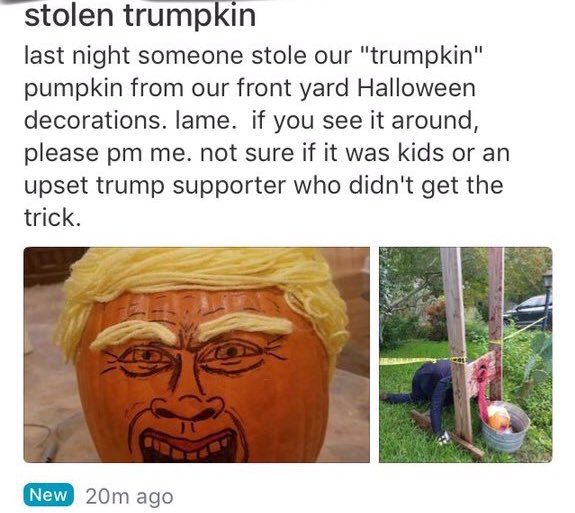 stolen trumpkin
last night someone stole our "trumpkin"
pumpkin from our front yard Halloween
decorations. lame.  if you see it around,
please pm me. not sure if it was kids or an
upset trump supporter who didn't get the
trick.
New 20m ago